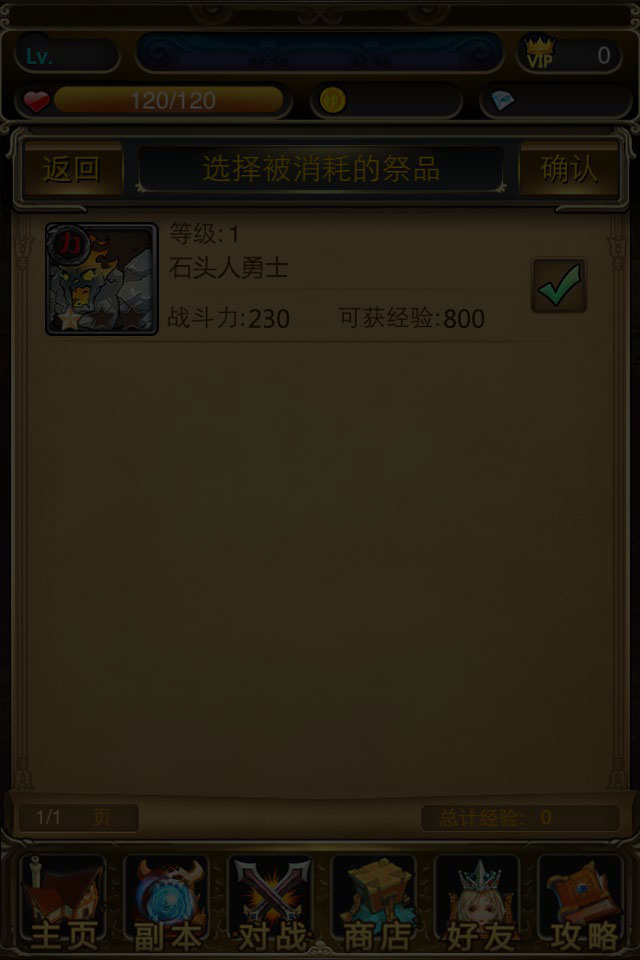 Lv.
VIP 0
120/120
返回 选择被消耗的祭品 确认
力
等级:1
石头人勇士
战斗力:230 可获经验:800
1/1 页 总计经验: 0
主页 副本 对战 商店 好友 攻略